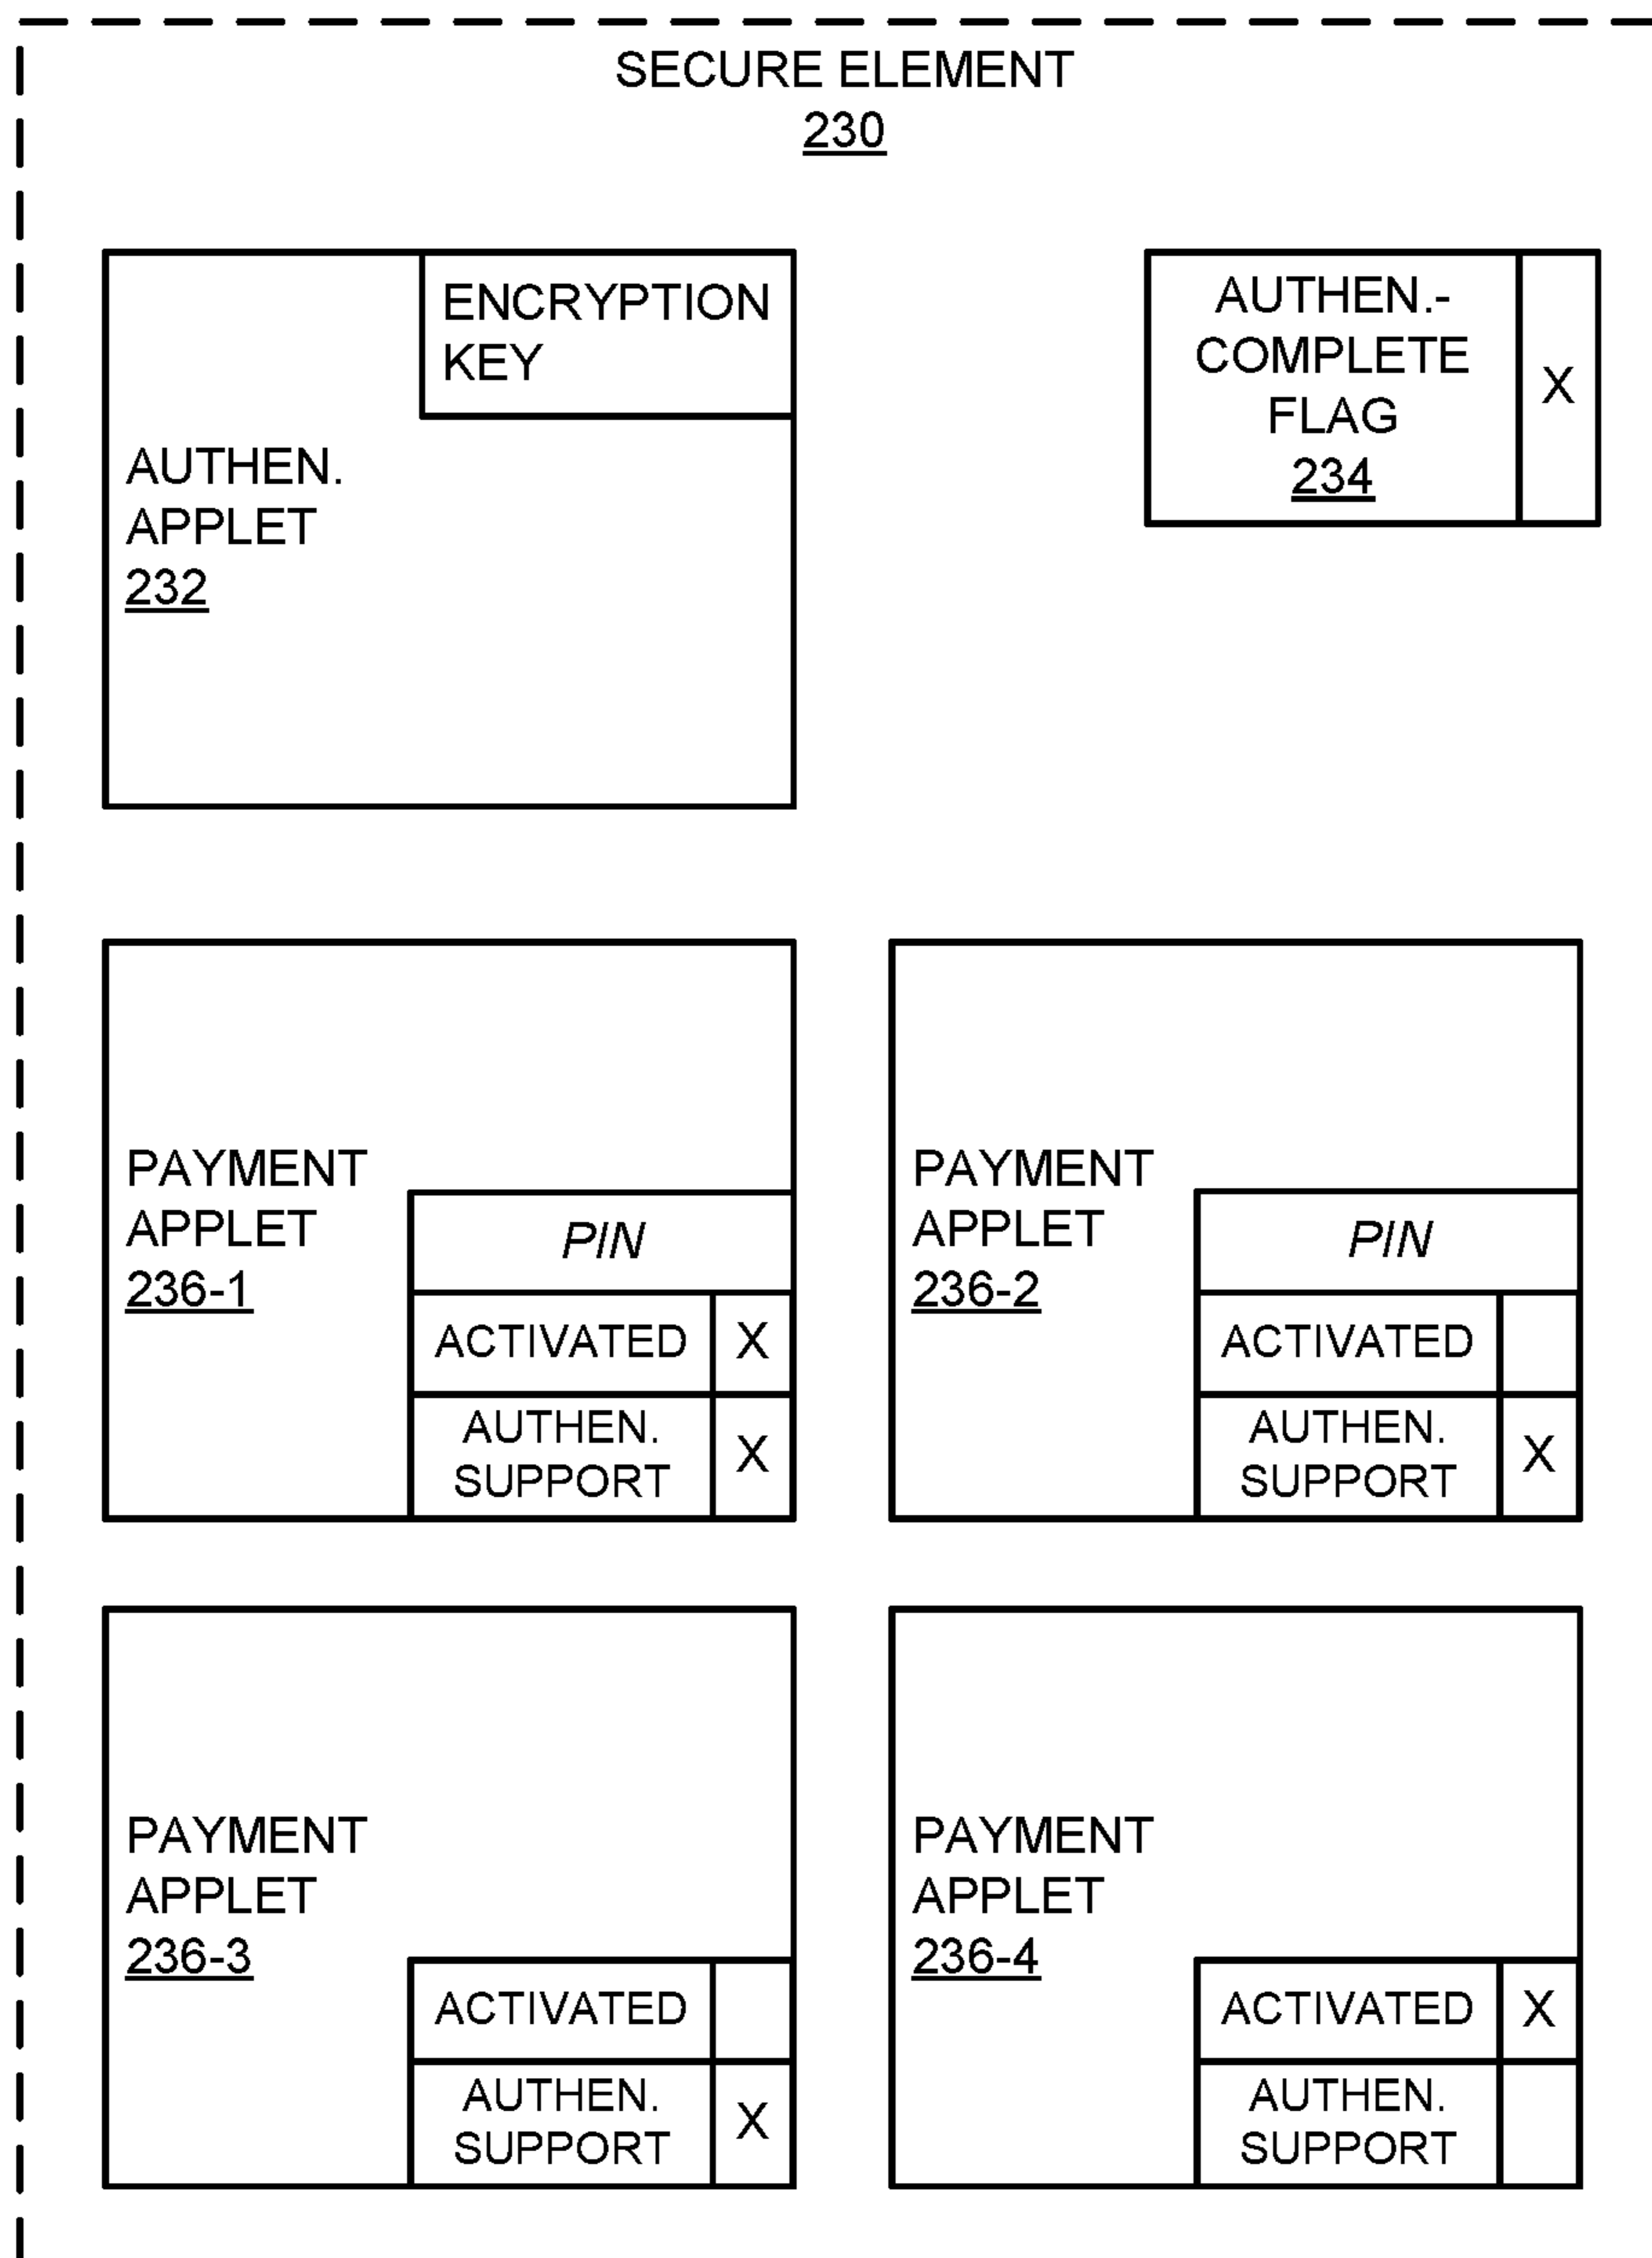 SECURE ELEMENT
230
ENCRYPTION
KEY
AUTHEN.
APPLET
232
AUTHEN.-
COMPLETE
FLAG
234
X
PAYMENT
APPLET
236-1
PIN
ACTIVATED X
AUTHEN.
SUPPORT
X
PAYMENT
APPLET
236-2
PIN
ACTIVATED
AUTHEN.
SUPPORT
X
PAYMENT
APPLET
236-3
ACTIVATED
AUTHEN.
SUPPORT
X
PAYMENT
APPLET
236-4
ACTIVATED X
AUTHEN.
SUPPORT